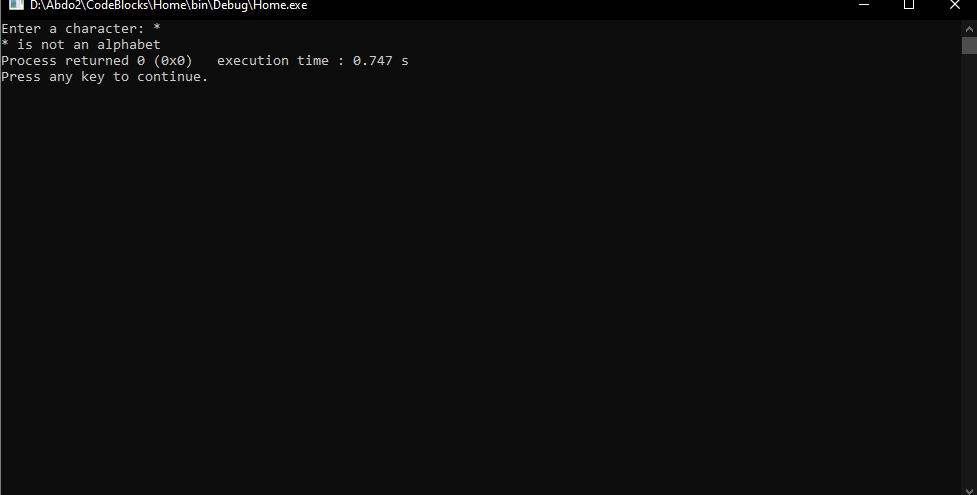 D:\Abdo2\CodeBlocks\Home\bin\Debug\Home.exe
Enter a character: *
* is not an alphabet
Process returned 0 (0x0)   execution time : 0.747 s
Press any key to continue.